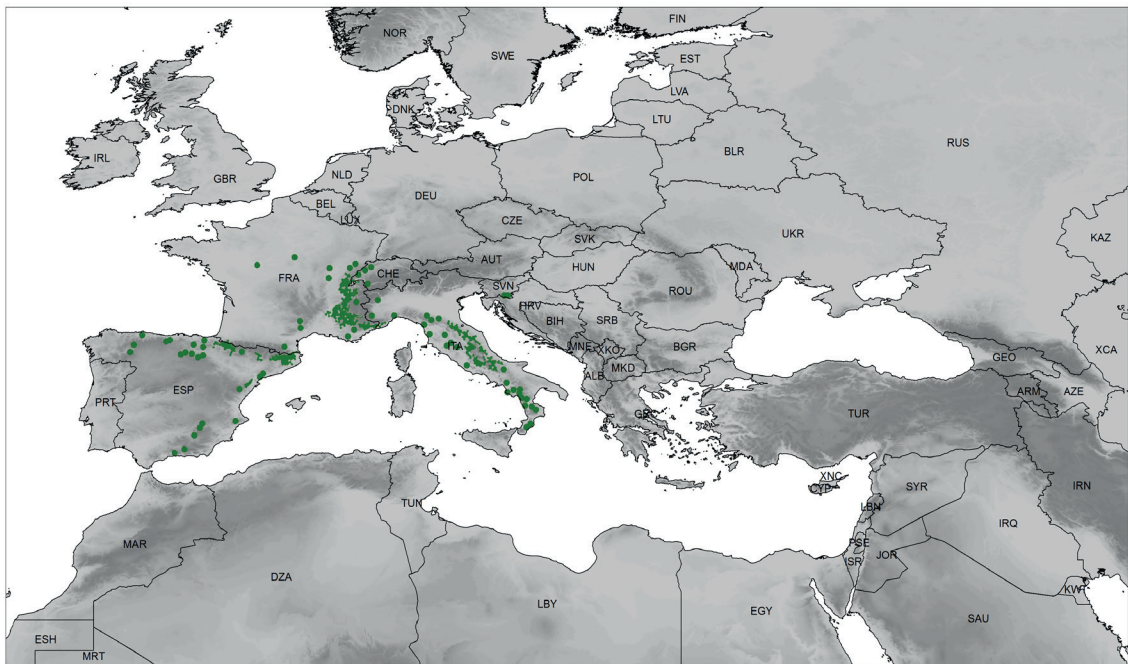 FIN
NOR
SWE
EST
LVA
DNK
LTU
RUS
BLR
IRL
GBR
NLD
POL
DEU
BEL
LUX
CZE
UKR
SVK
KAZ
AUT
MDA
HUN
CHE
FRA
SVN
ROU
HRV
BIH
SRB
ITA
MNE
XKO
BGR
GEO
XCA
MKD
ALB
ESP
ARM
AZE
PRT
GRC
TUR
XNC
CYP
SYR
IRN
TUN
LBN
IRQ
MAR
PSE
JOR
ISR
DZA
LBY
EGY
KWT
SAU
ESH
MRT